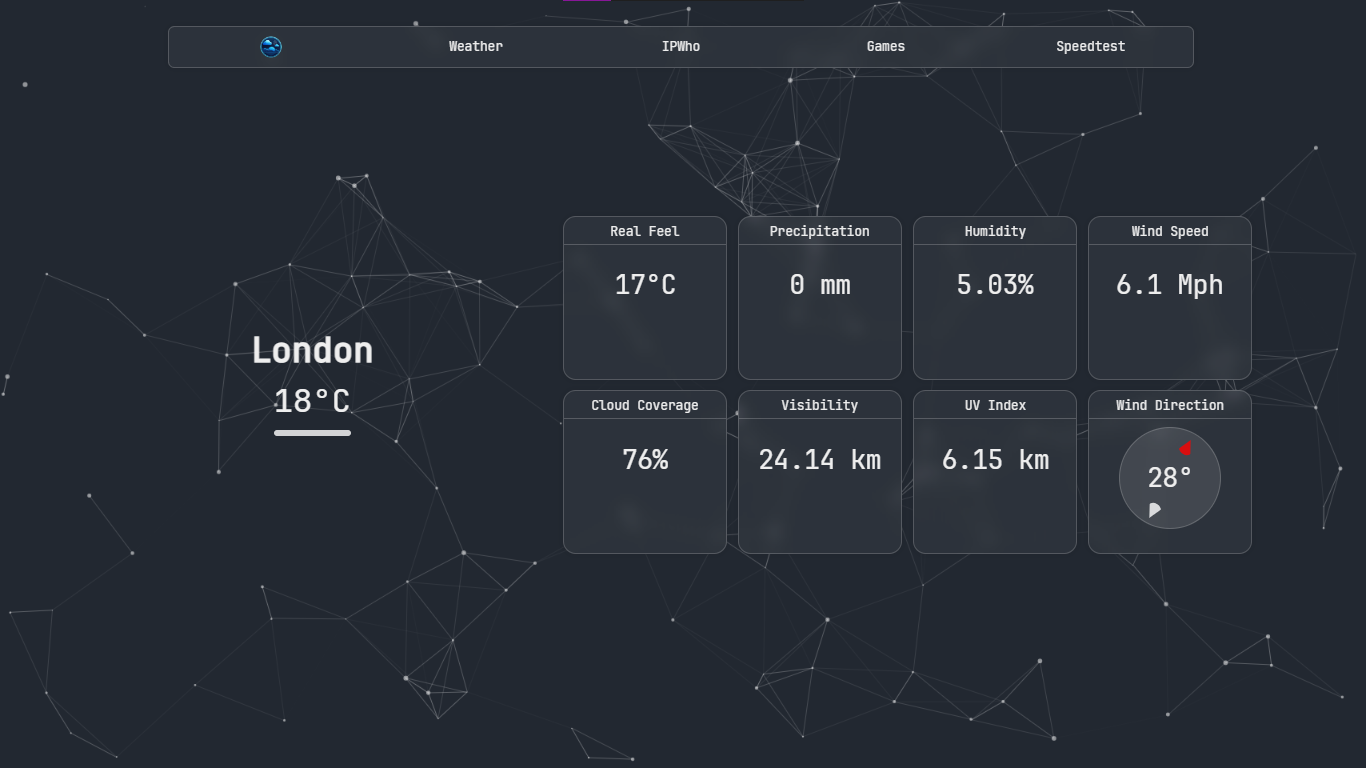 Weather IPWho Games Speedtest
London
18°C
Real Feel
17°C
Precipitation
0 mm
Humidity
5.03%
Wind Speed
6.1 Mph
Cloud Coverage
76%
Visibility
24.14 km
UV Index
6.15 km
Wind Direction
28°